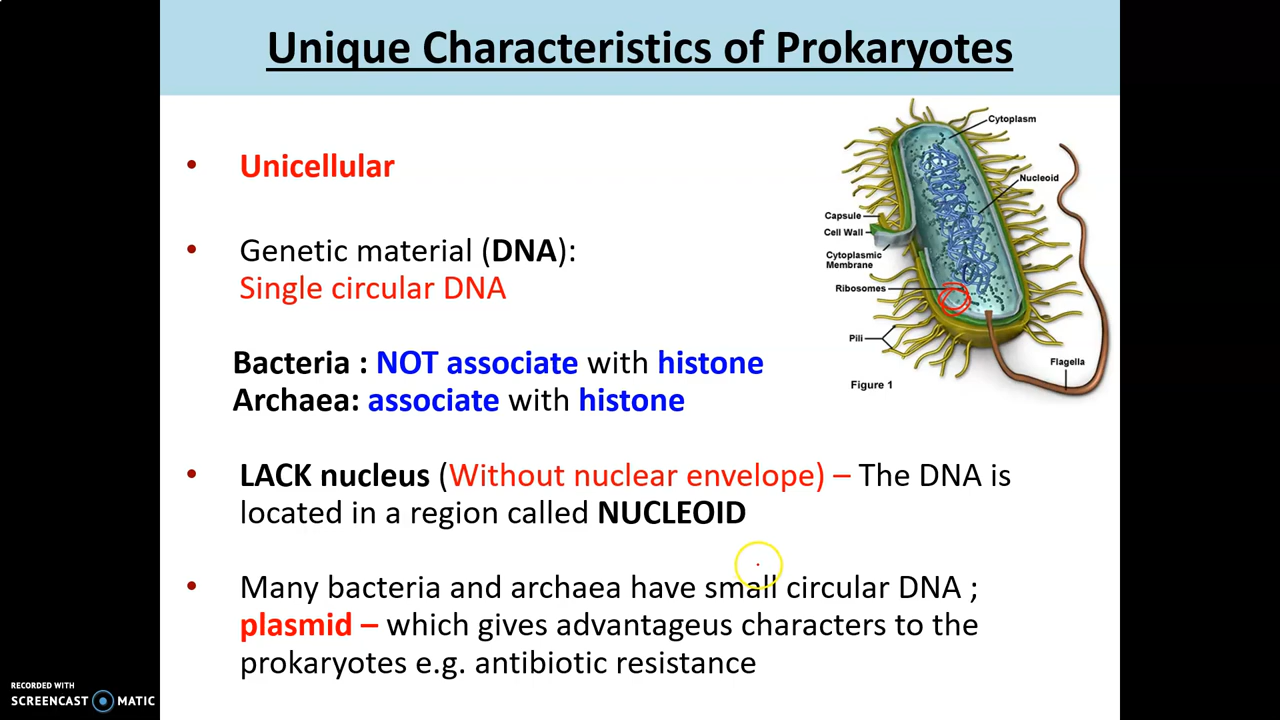 Unique Characteristics of Prokaryotes
• Unicellular
• Genetic material (DNA):
Single circular DNA
Bacteria : NOT associate with histone
Archaea: associate with histone
• LACK nucleus (Without nuclear envelope) – The DNA is
located in a region called NUCLEOID
• Many bacteria and archaea have small circular DNA ;
plasmid – which gives advantageus characters to the
prokaryotes e.g. antibiotic resistance
Cytoplasm
Nucleoid
Capsule
Cell Wall
Cytoplasmic
Membrane
Ribosomes
Pili
Flagella
Figure 1
RECORDED WITH
SCREENCAST MATIC